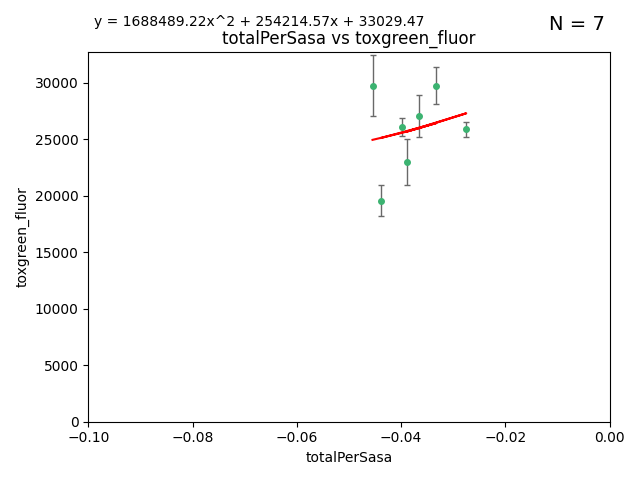 y = 1688489.22x^2 + 254214.57x + 33029.47
N = 7
totalPerSasa vs toxgreen_fluor
toxgreen_fluor
30000
25000
20000
15000
10000
5000
0
−0.10
−0.08
−0.06
−0.04
−0.02
0.00
totalPerSasa